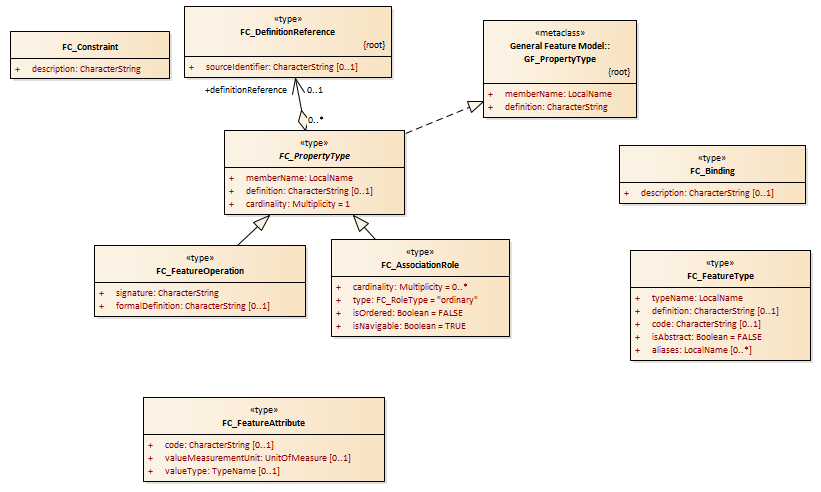 FC_Constraint
+ description: CharacterString
«type»
FC_DefinitionReference
{root}
+ sourceIdentifier: CharacterString [0..1]
«metaclass»
General Feature Model::
GF_PropertyType
{root}
+ memberName: LocalName
+ definition: CharacterString
+definitionReference
0..1
0..*
«type»
FC_PropertyType
+ memberName: LocalName
+ definition: CharacterString [0..1]
+ cardinality: Multiplicity = 1
«type»
FC_Binding
+ description: CharacterString [0..1]
«type»
FC_FeatureOperation
+ signature: CharacterString
+ formalDefinition: CharacterString [0..1]
«type»
FC_AssociationRole
+ cardinality: Multiplicity = 0..*
+ type: FC_RoleType = "ordinary"
+ isOrdered: Boolean = FALSE
+ isNavigable: Boolean = TRUE
«type»
FC_FeatureType
+ typeName: LocalName
+ definition: CharacterString [0..1]
+ code: CharacterString [0..1]
+ isAbstract: Boolean = FALSE
+ aliases: LocalName [0..*]
«type»
FC_FeatureAttribute
+ code: CharacterString [0..1]
+ valueMeasurementUnit: UnitOfMeasure [0..1]
+ valueType: TypeName [0..1]